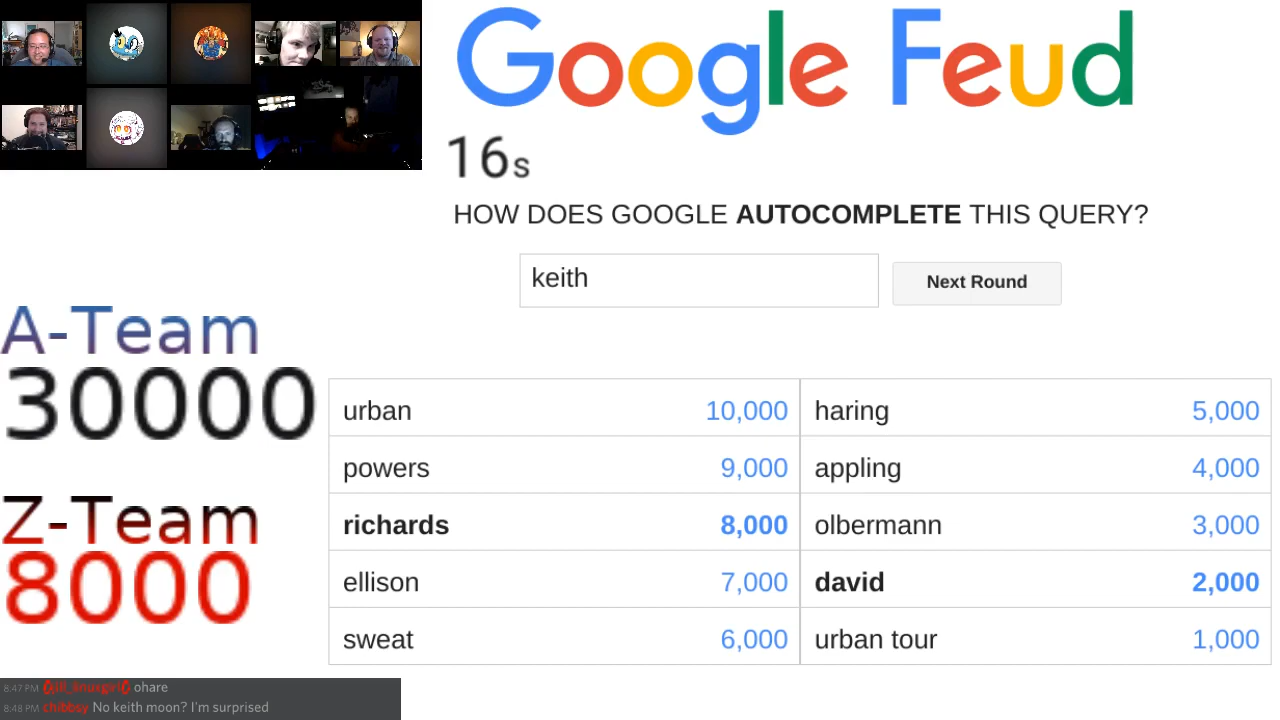 Google Feud
16s
HOW DOES GOOGLE AUTOCOMPLETE THIS QUERY?
keith
Next Round
A-Team
30000
Z-Team
8000
urban 10,000
powers 9,000
richards 8,000
ellison 7,000
sweat 6,000
haring 5,000
appling 4,000
olbermann 3,000
david 2,000
urban tour 1,000
8:47 PM ohare
8:48 PM chibbsy No keith moon? I'm surprised